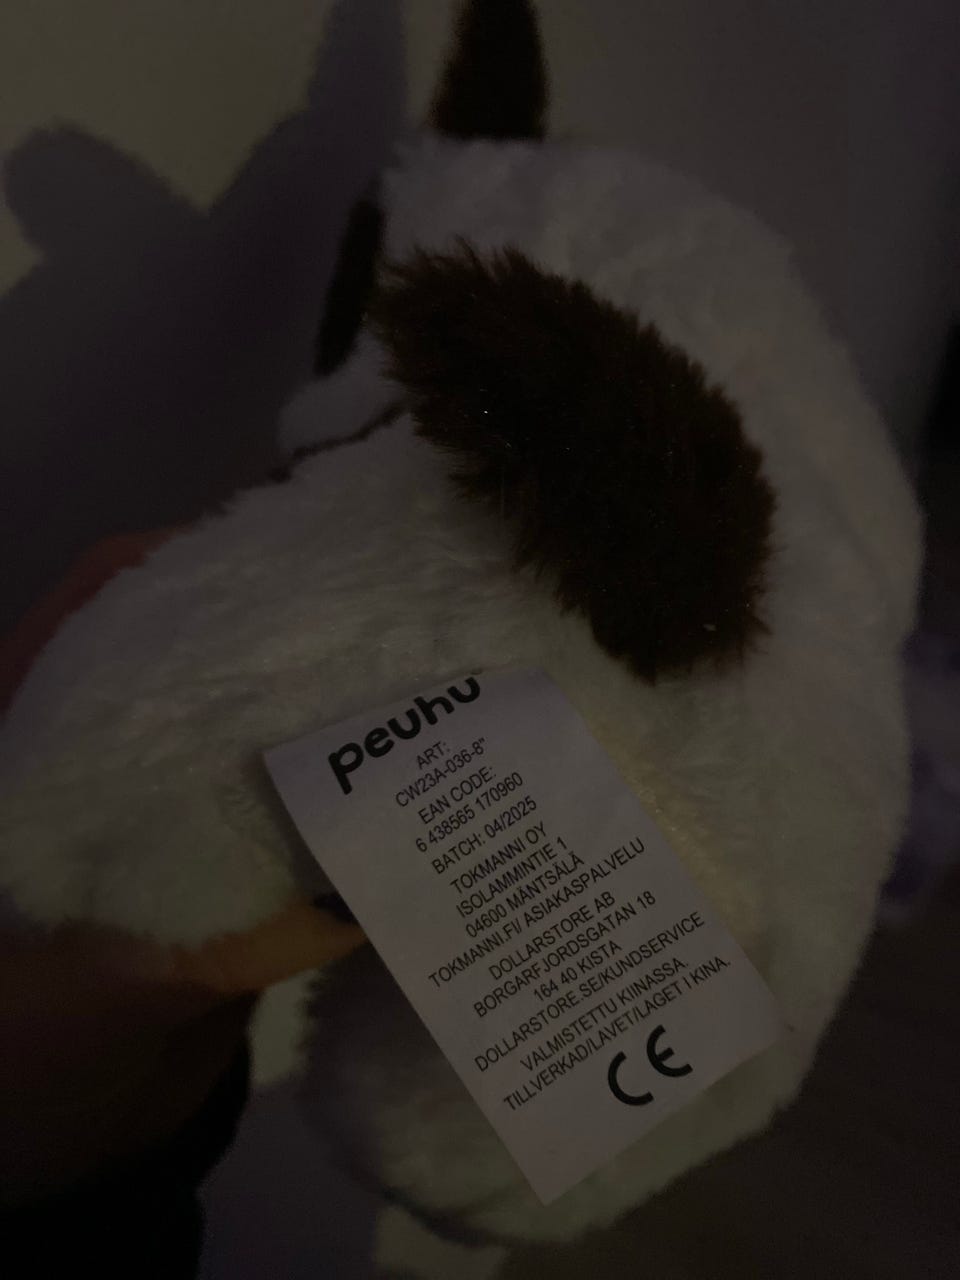 peuhu
ART:
CW23A-036-8"
EAN CODE:
6 438565 170960
BATCH: 04/2025
TOKMANNI OY
ISOLAMMINTIE 1
04600 MÄNTSÄLÄ
TOKMANNI.FI/ ASIAKASPALVELU
DOLLARSTORE AB
BORGARFJORDSGATAN 18
164 40 KISTA
DOLLARSTORE.SE/KUNDSERVICE
VALMISTETTU KIINASSA.
TILLVERKAD/LAVET/LAGET I KINA.
CE